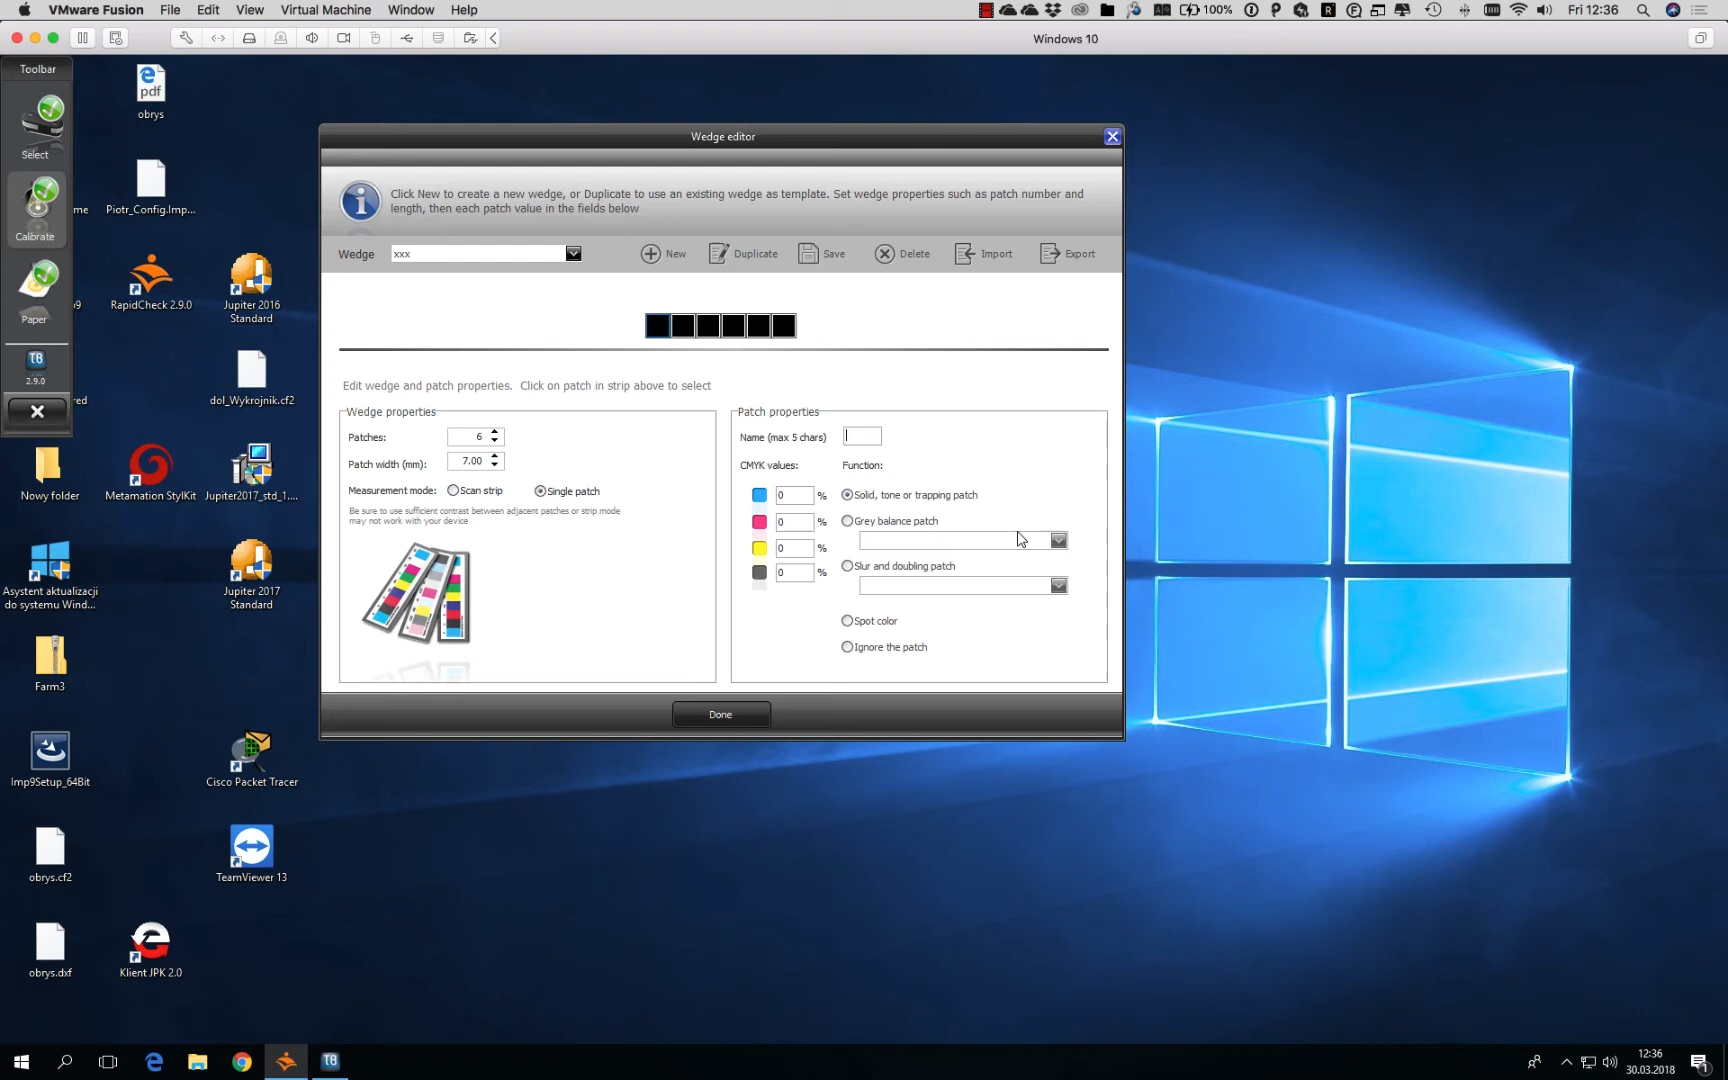 VMware Fusion File Edit View Virtual Machine Window Help 100% Fri 12:36
Windows 10
Toolbar
Select
Calibrate
Paper
TB
2.9.0
pdf
obrys
Piotr_Config.Imp...
me
RapidCheck 2.9.0
Jupiter 2016
Standard
dol_Wykrojnik.cf2
red
Nowy folder
Metamation StylKit
Jupiter2017_std_1....
Asystent aktualizacji
do systemu Wind...
Jupiter 2017
Standard
Farm3
Imp9Setup_64Bit
Cisco Packet Tracer
obrys.cf2
TeamViewer 13
obrys.dxf
Klient JPK 2.0
Wedge editor
Click New to create a new wedge, or Duplicate to use an existing wedge as template. Set wedge properties such as patch number and
length, then each patch value in the fields below
Wedge xxx New Duplicate Save Delete Import Export
Edit wedge and patch properties. Click on patch in strip above to select
Wedge properties
Patches: 6
Patch width (mm): 7.00
Measurement mode: Scan strip Single patch
Be sure to use sufficient contrast between adjacent patches or strip mode
may not work with your device
Patch properties
Name (max 5 chars)
CMYK values: Function:
0 % Solid, tone or trapping patch
0 % Grey balance patch
0 % Slur and doubling patch
0 %
Spot color
Ignore the patch
Done
TB
12:36
30.03.2018
1